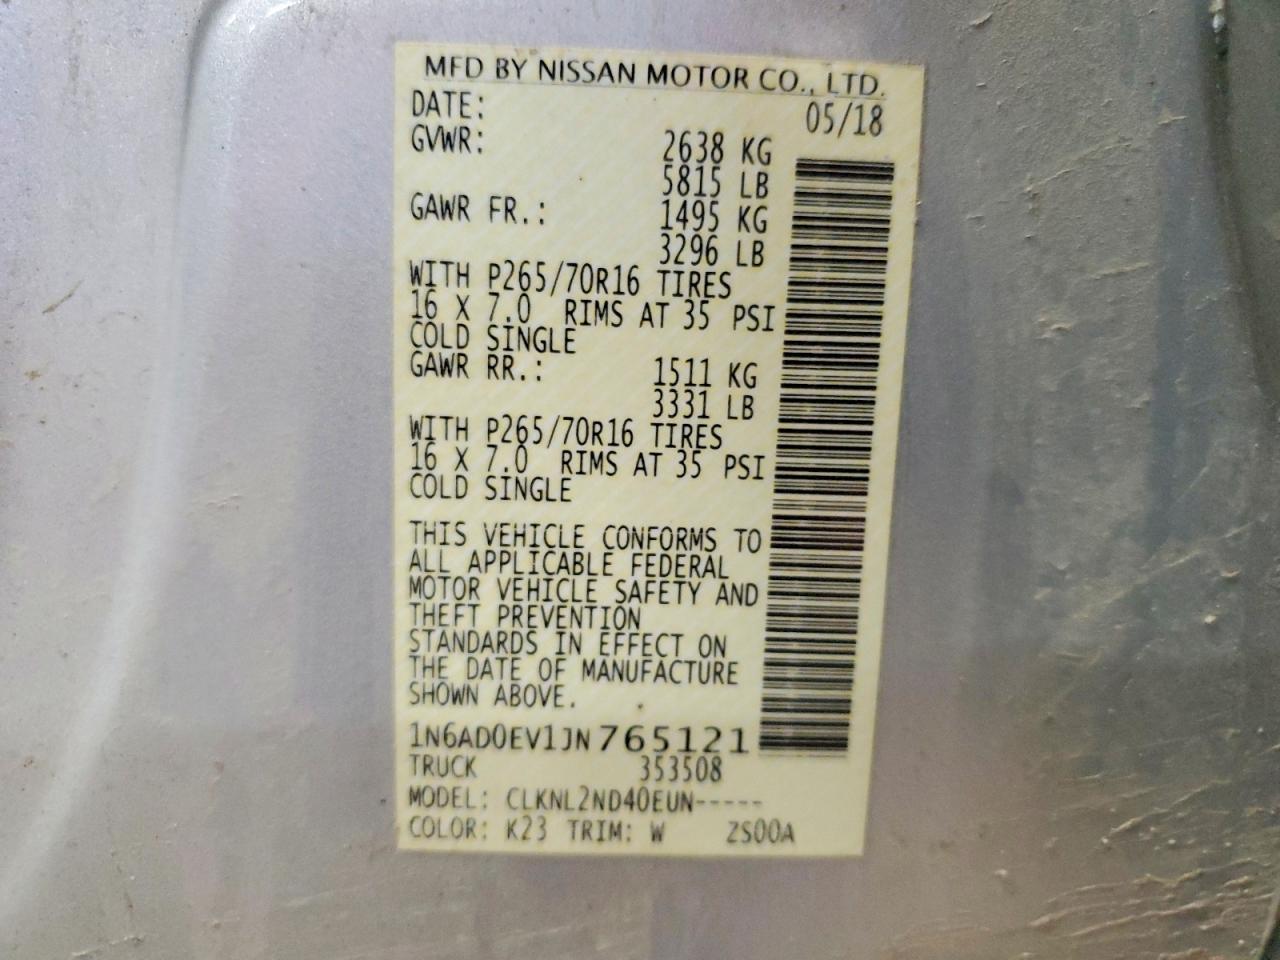 MFD BY NISSAN MOTOR CO., LTD.
DATE: 05/18
GVWR: 2638 KG
5815 LB
GAWR FR.: 1495 KG
3296 LB
WITH P265/70R16 TIRES
16 X 7.0 RIMS AT 35 PSI
COLD SINGLE
GAWR RR.: 1511 KG
3331 LB
WITH P265/70R16 TIRES
16 X 7.0 RIMS AT 35 PSI
COLD SINGLE
THIS VEHICLE CONFORMS TO
ALL APPLICABLE FEDERAL
MOTOR VEHICLE SAFETY AND
THEFT PREVENTION
STANDARDS IN EFFECT ON
THE DATE OF MANUFACTURE
SHOWN ABOVE.
1N6AD0EV1JN765121
TRUCK 353508
MODEL: CLKNL2ND40EUN-----
COLOR: K23 TRIM: W ZS00A